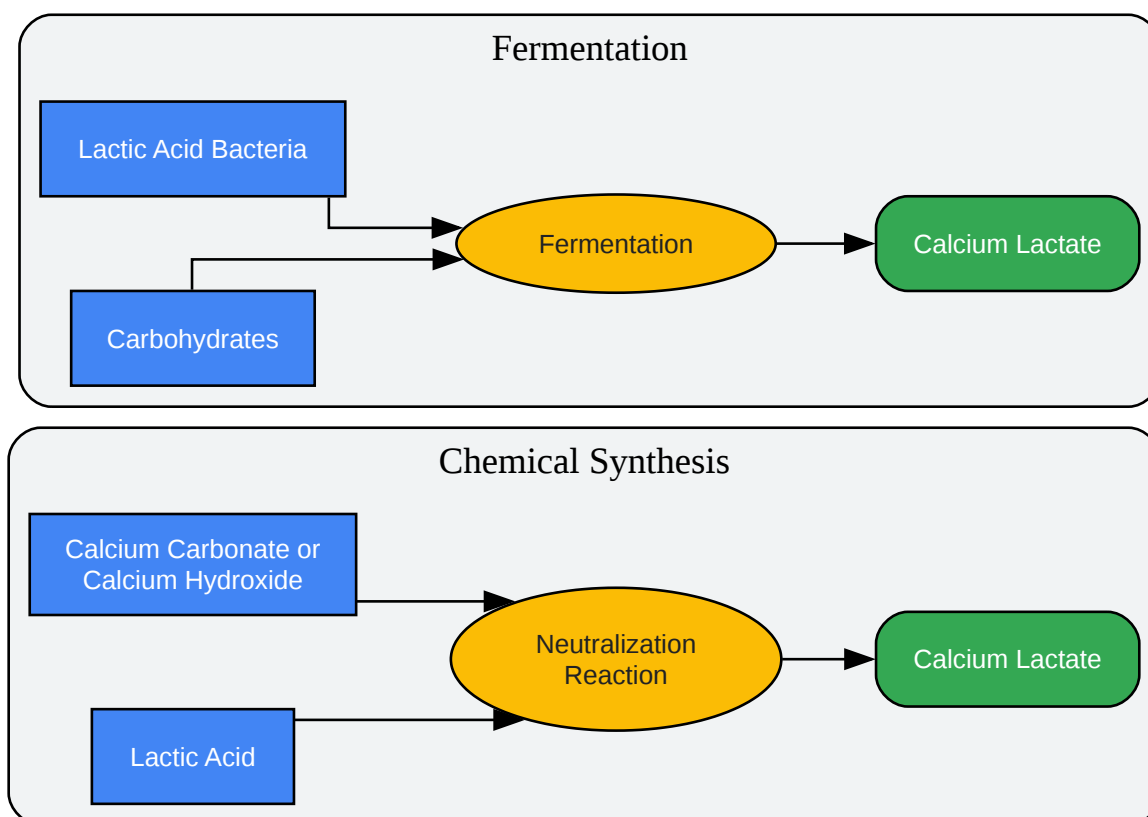 Fermentation
Lactic Acid Bacteria
Fermentation
Calcium Lactate
Carbohydrates
Chemical Synthesis
Calcium Carbonate or
Calcium Hydroxide
Neutralization
Reaction
Calcium Lactate
Lactic Acid